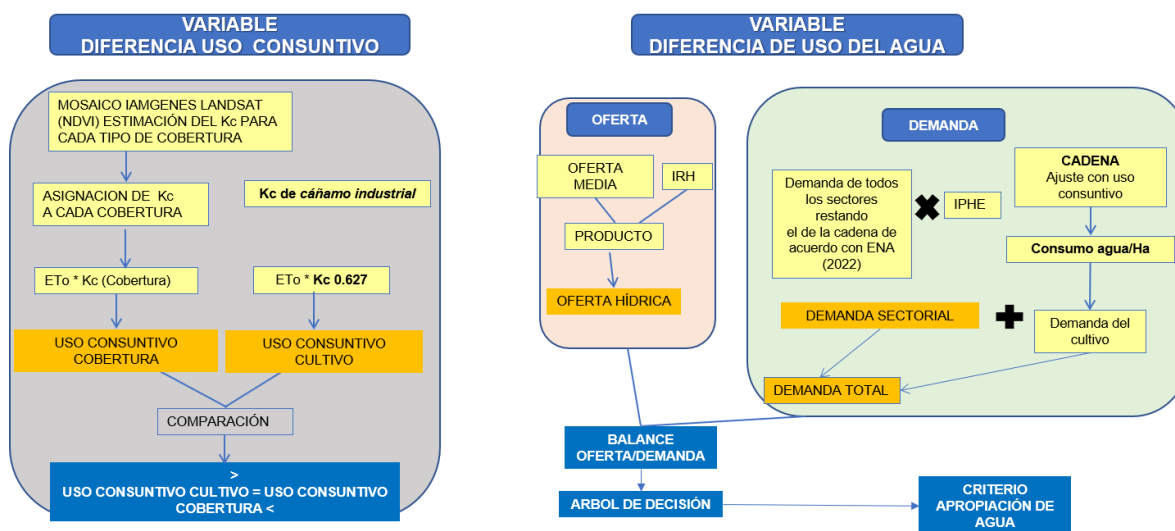 VARIABLE
DIFERENCIA USO CONSUNTIVO
MOSAICO IAMGENES LANDSAT
(NDVI) ESTIMACIÓN DEL Kc PARA
CADA TIPO DE COBERTURA
ASIGNACION DE Kc
A CADA COBERTURA
Kc de cáñamo industrial
ETo * Kc (Cobertura)
ETo * Kc 0.627
USO CONSUNTIVO
COBERTURA
USO CONSUNTIVO
CULTIVO
COMPARACIÓN
>
USO CONSUNTIVO CULTIVO = USO CONSUNTIVO
COBERTURA <
VARIABLE
DIFERENCIA DE USO DEL AGUA
OFERTA
OFERTA
MEDIA
IRH
PRODUCTO
OFERTA HÍDRICA
DEMANDA
Demanda de todos
los sectores
restando
el de la cadena de
acuerdo con ENA
(2022)
IPHE
CADENA
Ajuste con uso
consuntivo
Consumo agua/Ha
DEMANDA SECTORIAL
Demanda del
cultivo
DEMANDA TOTAL
BALANCE
OFERTA/DEMANDA
ARBOL DE DECISIÓN
CRITERIO
APROPIACIÓN DE
AGUA